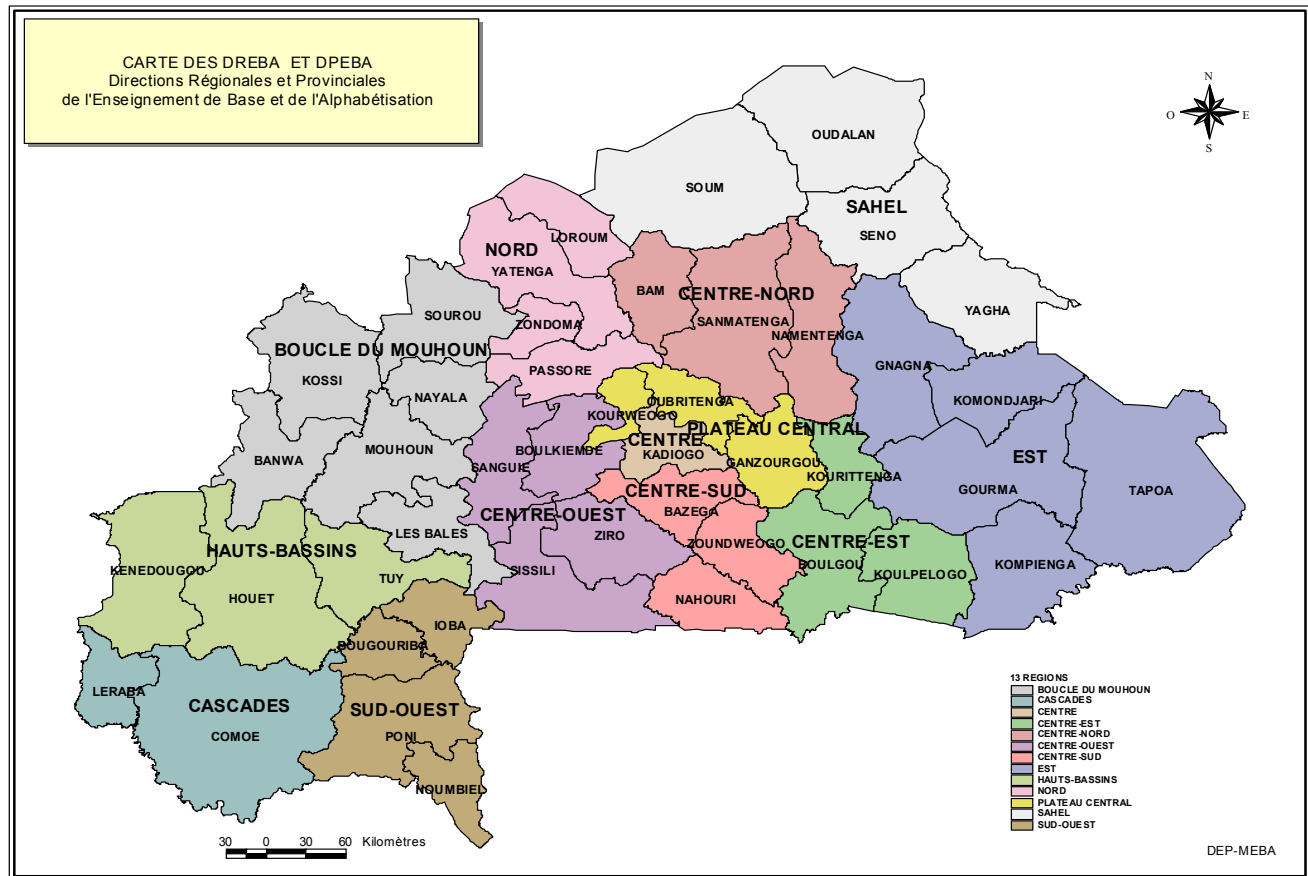 CARTE DES DREBA ET DPEBA
Directions Régionales et Provinciales
de l'Enseignement de Base et de l'Alphabétisation
N
O
E
S
OUDALAN
SOUM
SAHEL
SENO
LOROUM
NORD
YATENGA
BAM
CENTRE-NORD
SANMATENGA
YAGHA
SOUROU
ZONDOMA
NAMENTENGA
BOUCLE DU MOUHOUN
KOSSI
PASSORE
GNAGNA
NAYALA
OUBRITENGA
KOMONDJARI
KOURWEOGO
PLATEAU CENTRAL
CENTRE
MOUHOUN
BOULKIEMDE
KADIOGO
BANWA
SANGUIE
GANZOURGOU
EST
KOURITTENGA
CENTRE-SUD
GOURMA
TAPOA
BAZEGA
CENTRE-OUEST
LES BALES
ZIRO
ZOUNDWEOGO
CENTRE-EST
HAUTS-BASSINS
KENEDOUGOU
SISSILI
BOULGOU
KOULPELOGO
KOMPIENGA
TUY
HOUET
NAHOURI
IOBA
BOUGOURIBA
LERABA
CASCADES
COMOE
SUD-OUEST
PONI
NOUMBIEL
13 REGIONS
BOUCLE DU MOUHOUN
CASCADES
CENTRE
CENTRE-EST
CENTRE-NORD
CENTRE-OUEST
CENTRE-SUD
EST
HAUTS-BASSINS
NORD
PLATEAU CENTRAL
SAHEL
SUD-OUEST
30 0 30 60 Kilomètres
DEP-MEBA